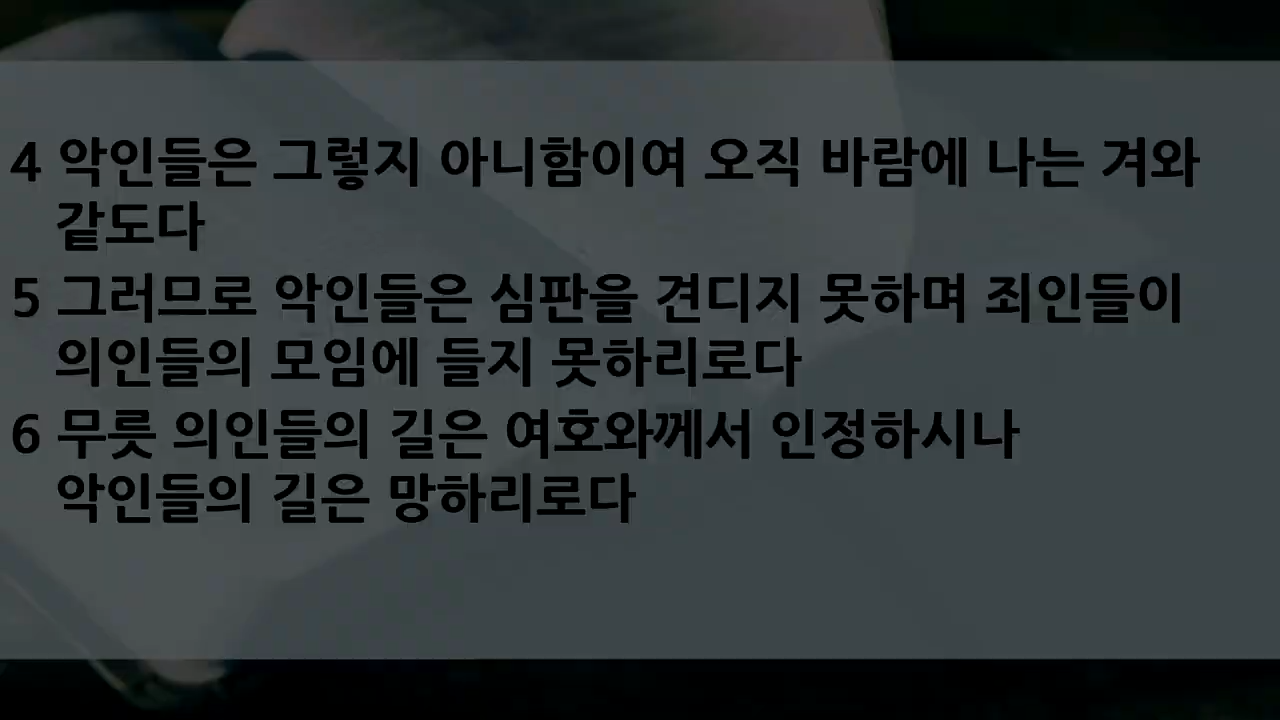 4 악인들은 그렇지 아니함이여 오직 바람에 나는 겨와
같도다
5 그러므로 악인들은 심판을 견디지 못하며 죄인들이
의인들의 모임에 들지 못하리로다
6 무릇 의인들의 길은 여호와께서 인정하시나
악인들의 길은 망하리로다